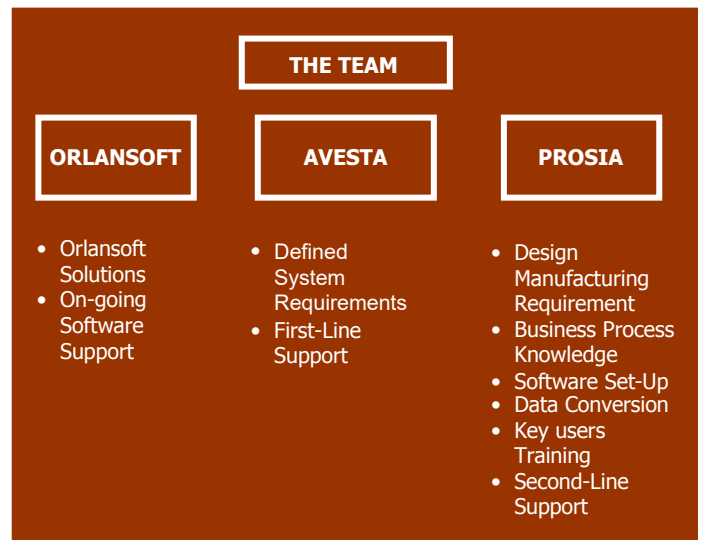 THE TEAM
ORLANSOFT
AVESTA
PROSIA
• Orlansoft
Solutions
• On-going
Software
Support
• Defined
System
Requirements
• First-Line
Support
• Design
Manufacturing
Requirement
• Business Process
Knowledge
• Software Set-Up
• Data Conversion
• Key users
Training
• Second-Line
Support